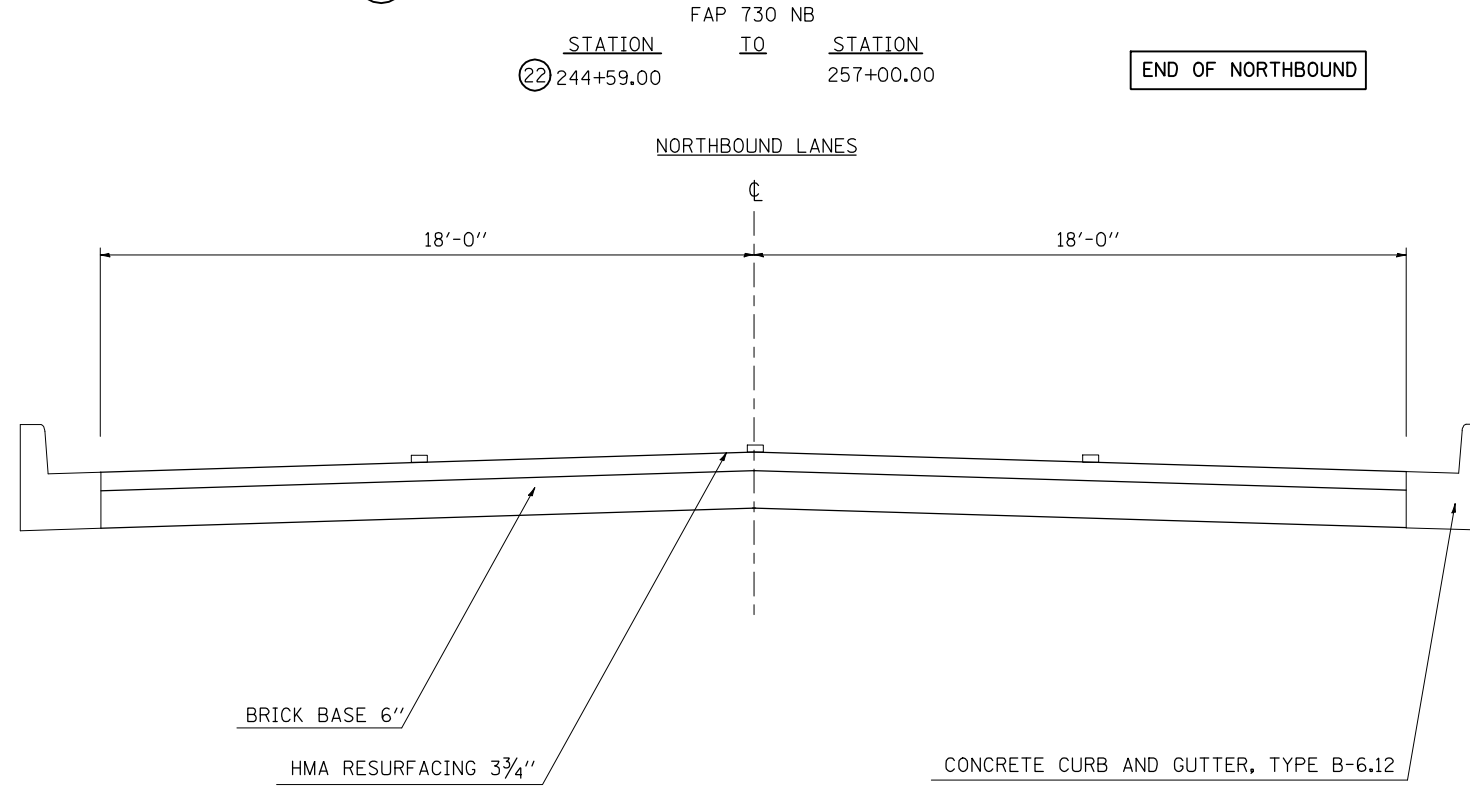 FAP 730 NB
STATION TO STATION
22 244+59.00 257+00.00
END OF NORTHBOUND
NORTHBOUND LANES
℄
18'-0" 18'-0"
BRICK BASE 6"
HMA RESURFACING 3¾"
CONCRETE CURB AND GUTTER, TYPE B-6.12